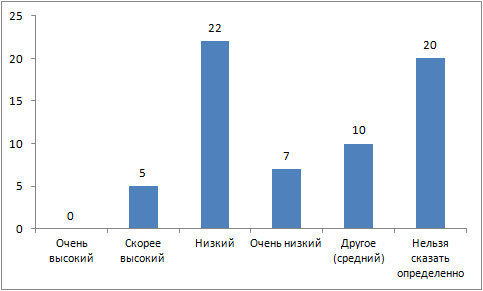 25
20
15
10
5
0
0
5
22
7
10
20
Очень
высокий
Скорее
высокий
Низкий
Очень низкий
Другое
(средний)
Нельзя
сказать
определенно